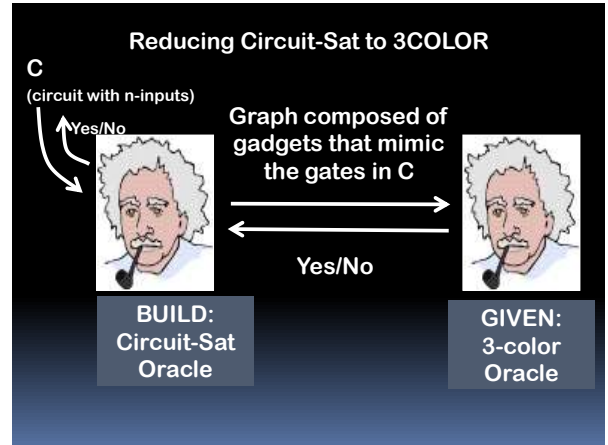 Reducing Circuit-Sat to 3COLOR
C
(circuit with n-inputs)
Yes/No
Graph composed of
gadgets that mimic
the gates in C
Yes/No
BUILD:
Circuit-Sat
Oracle
GIVEN:
3-color
Oracle